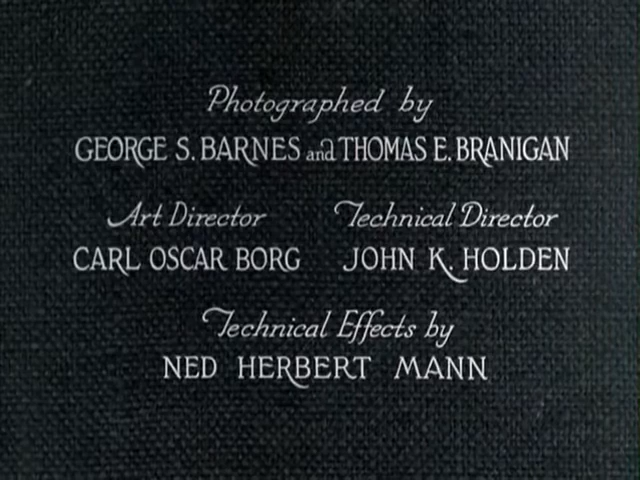 Photographed by
GEORGE S. BARNES and THOMAS E. BRANIGAN
Art Director Technical Director
CARL OSCAR BORG JOHN K. HOLDEN
Technical Effects by
NED HERBERT MANN